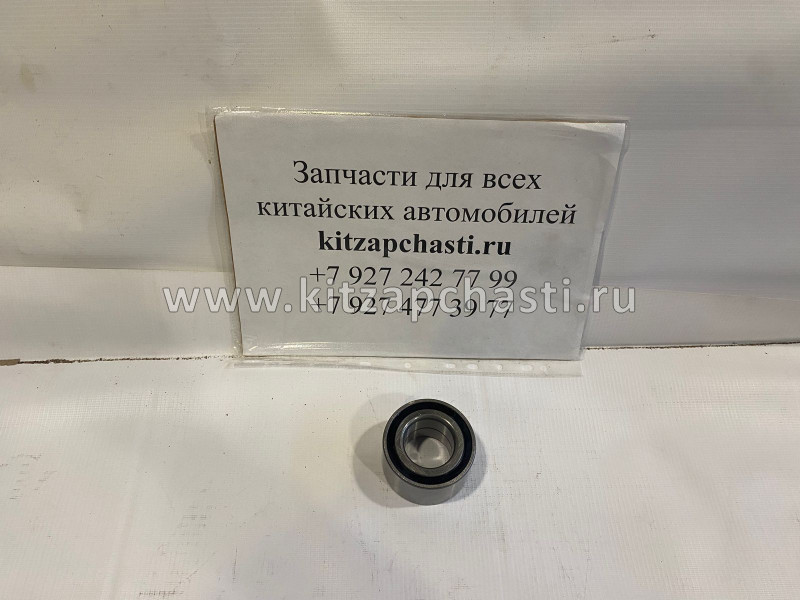 Запчасти для всех
китайских автомобилей
kitzapchasti.ru
+7 927 242 77 99
www.kitzapchasti.ru
+7 927 477 39 77